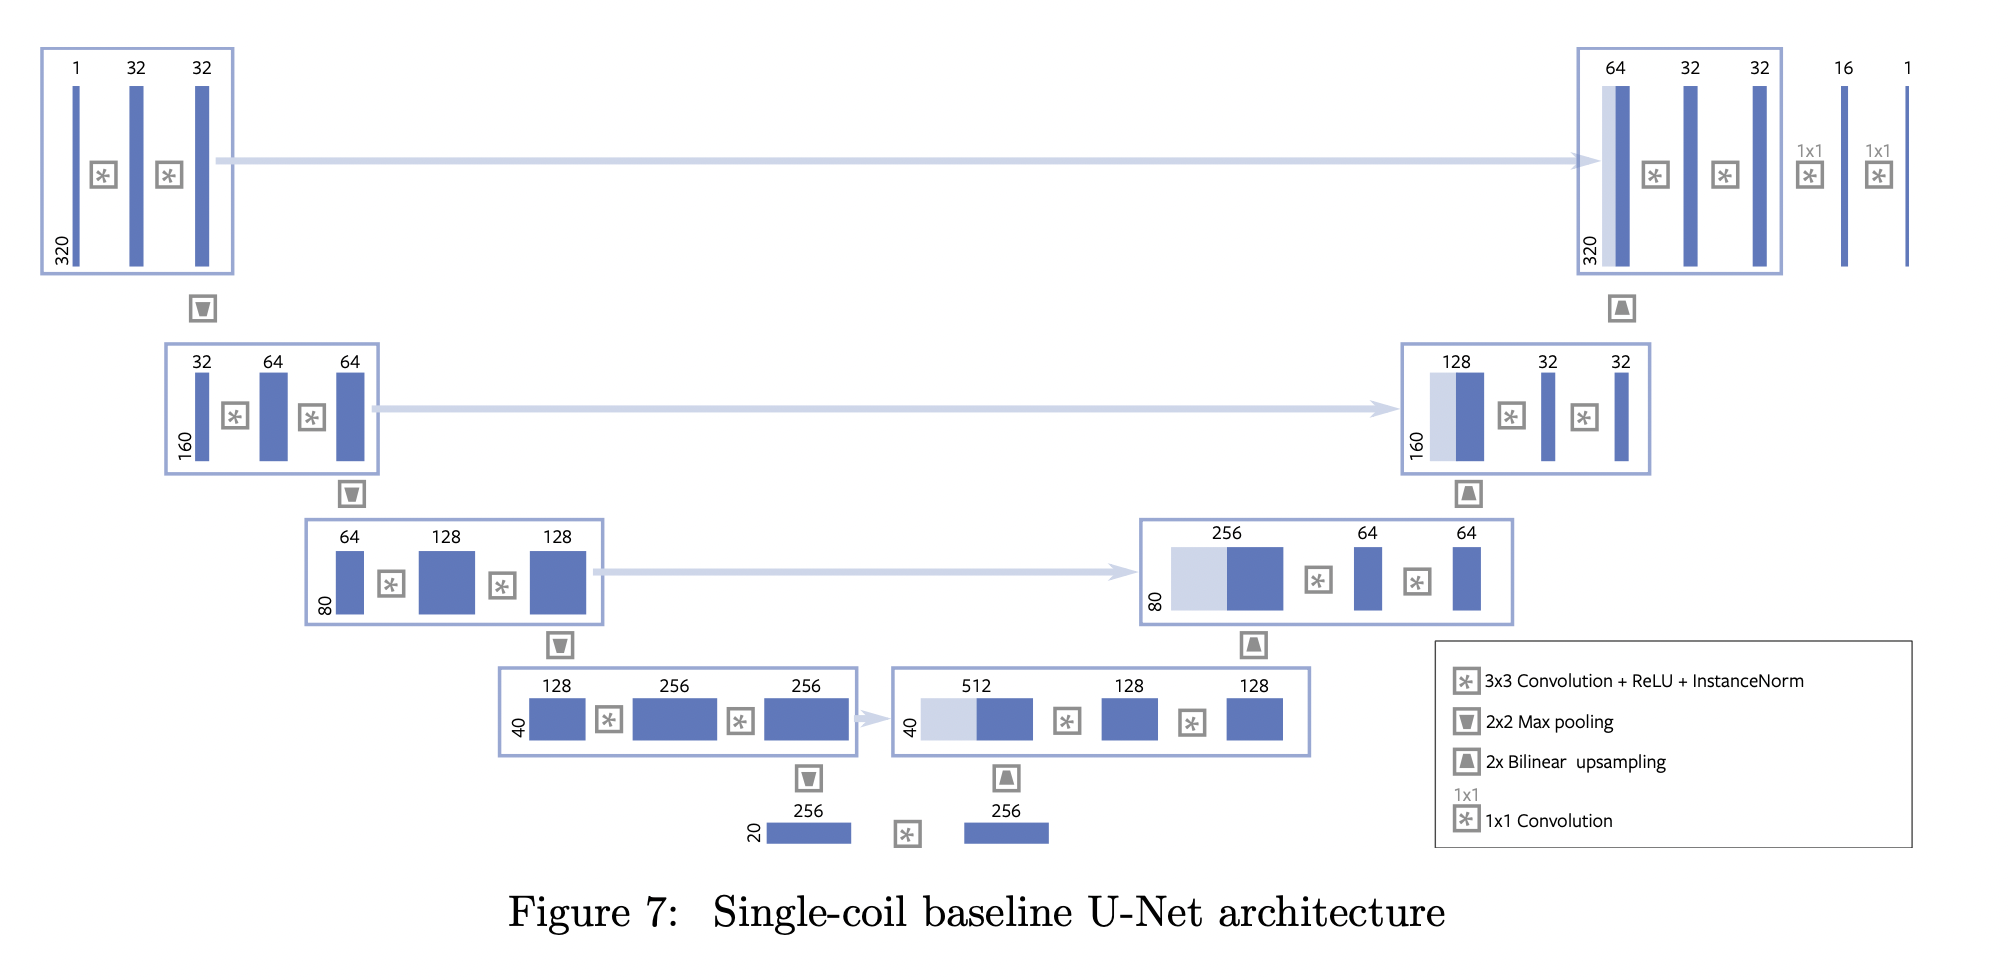 1 32 32
320
64 32 32 16 1
1x1 1x1
320
32 64 64
160
128 32 32
160
64 128 128
80
256 64 64
80
128 256 256
40
512 128 128
40
256 256
20
3x3 Convolution + ReLU + InstanceNorm
2x2 Max pooling
2x Bilinear upsampling
1x1
1x1 Convolution
Figure 7: Single-coil baseline U-Net architecture